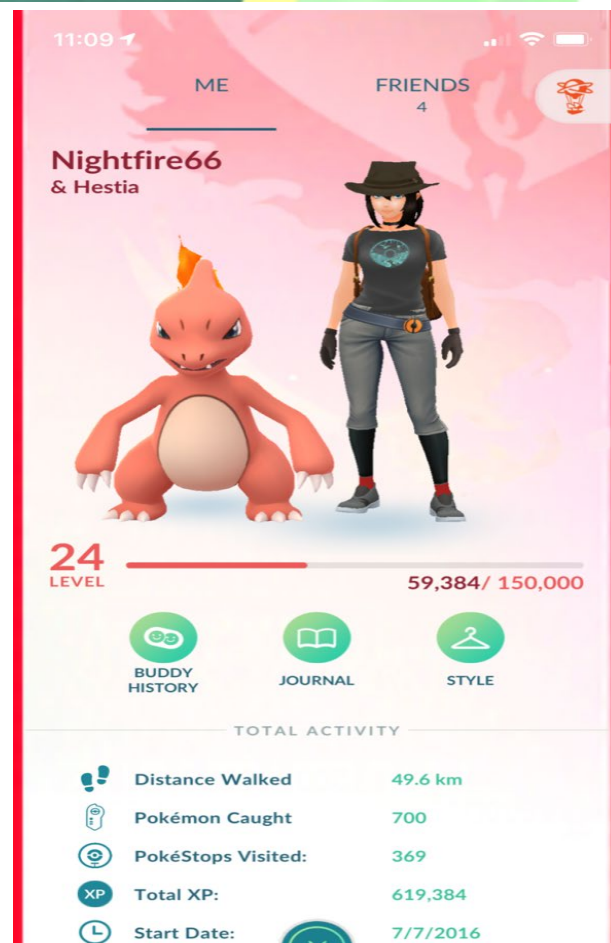 11:09
ME
FRIENDS
4
Nightfire66
& Hestia
24
LEVEL
59,384/ 150,000
BUDDY
HISTORY
JOURNAL
STYLE
TOTAL ACTIVITY
Distance Walked 49.6 km
Pokémon Caught 700
PokéStops Visited: 369
XP Total XP: 619,384
Start Date: 7/7/2016